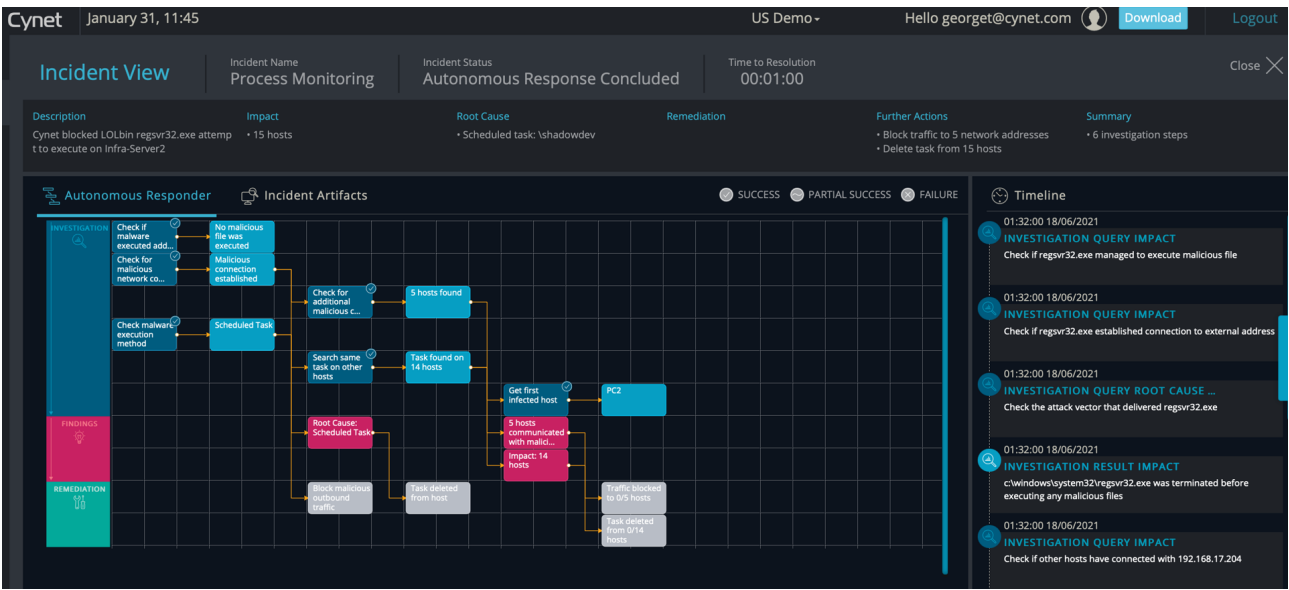 Cynet
January 31, 11:45
US Demo
Hello georget@cynet.com
Download
Logout
Incident View
Incident Name
Process Monitoring
Incident Status
Autonomous Response Concluded
Time to Resolution
00:01:00
Close
Description
Cynet blocked LOLbin regsvr32.exe attemp
t to execute on Infra-Server2
Impact
• 15 hosts
Root Cause
• Scheduled task: \shadowdev
Remediation
Further Actions
• Block traffic to 5 network addresses
• Delete task from 15 hosts
Summary
• 6 investigation steps
Autonomous Responder
Incident Artifacts
SUCCESS
PARTIAL SUCCESS
FAILURE
INVESTIGATION
Check if
malware
executed add...
No malicious
file was
executed
Check for
malicious
network co...
Malicious
connection
established
Check for
additional
malicious c...
5 hosts found
Check malware
execution
method
Scheduled Task
Search same
task on other
hosts
Task found on
14 hosts
Get first
infected host
PC2
FINDINGS
Root Cause:
Scheduled Task
5 hosts
communicated
with malici...
Impact: 14
hosts
REMEDIATION
Block malicious
outbound
traffic
Task deleted
from host
Traffic blocked
to 0/5 hosts
Task deleted
from 0/14
hosts
Timeline
01:32:00 18/06/2021
INVESTIGATION QUERY IMPACT
Check if regsvr32.exe managed to execute malicious file
01:32:00 18/06/2021
INVESTIGATION QUERY IMPACT
Check if regsvr32.exe established connection to external address
01:32:00 18/06/2021
INVESTIGATION QUERY ROOT CAUSE ...
Check the attack vector that delivered regsvr32.exe
01:32:00 18/06/2021
INVESTIGATION RESULT IMPACT
c:\windows\system32\regsvr32.exe was terminated before
executing any malicious files
01:32:00 18/06/2021
INVESTIGATION QUERY IMPACT
Check if other hosts have connected with 192.168.17.204